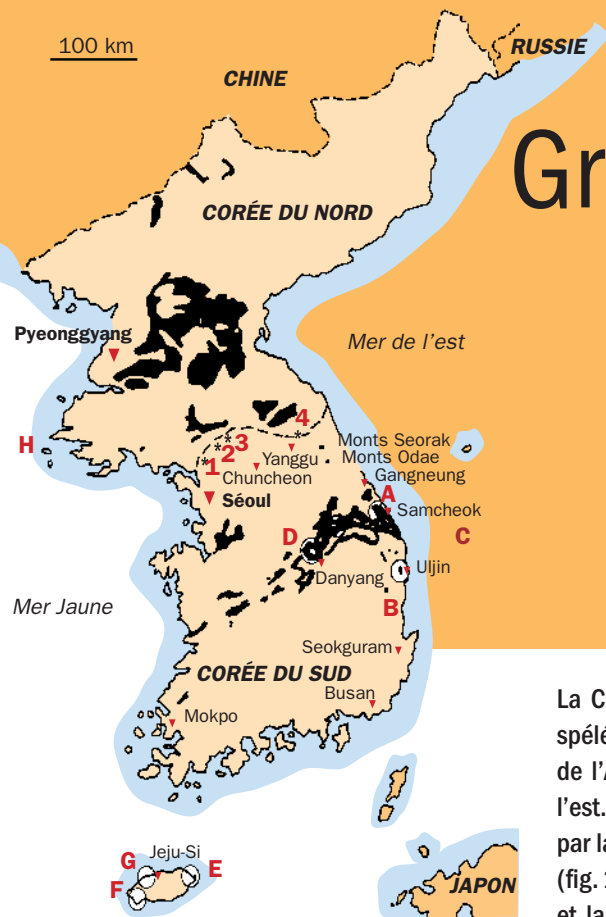 100 km
RUSSIE
CHINE
Gr
CORÉE DU NORD
Pyeonggyang
Mer de l'est
4
H
3
2
1
Monts Seorak
Monts Odae
Yanggu
Gangneung
Chuncheon
A
Séoul
Samcheok
C
D
Uljin
Danyang
Mer Jaune
B
Seokguram
CORÉE DU SUD
Busan
Mokpo
La C
spélé
de l'A
l'est.
par la
(fig.
et la
Jeju-Si
G
E
F
JAPON